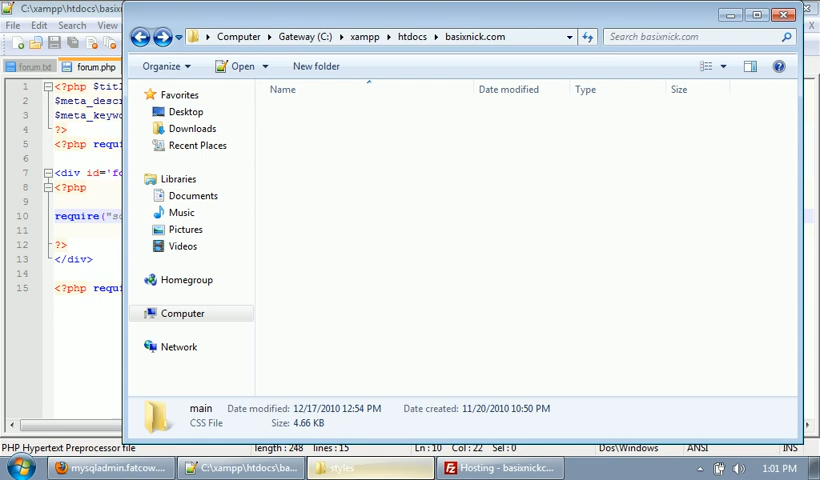 C:\xampp\htdocs\basixn
File Edit Search View
forum.txt forum.php
1 <?php $titl
2 $meta_descr
3 $meta_keywo
4 ?>
5 <?php requi
6
7 <div id='fo
8 <?php
9
10 require("so
11
12 ?>
13 </div>
14
15 <?php requi
Computer Gateway (C:) xampp htdocs basixnick.com
Search basixnick.com
Organize Open New folder
Name Date modified Type Size
Favorites
Desktop
Downloads
Recent Places
Libraries
Documents
Music
Pictures
Videos
Homegroup
Computer
Network
main Date modified: 12/17/2010 12:54 PM Date created: 11/20/2010 10:50 PM
CSS File Size: 4.66 KB
PHP Hypertext Preprocessor file length : 248 lines : 15 Ln : 10 Col : 22 Sel : 0 Dos\Windows ANSI INS
mysqladmin.fatcow.... C:\xampp\htdocs\ba... styles Hosting - basixnickc... 1:01 PM